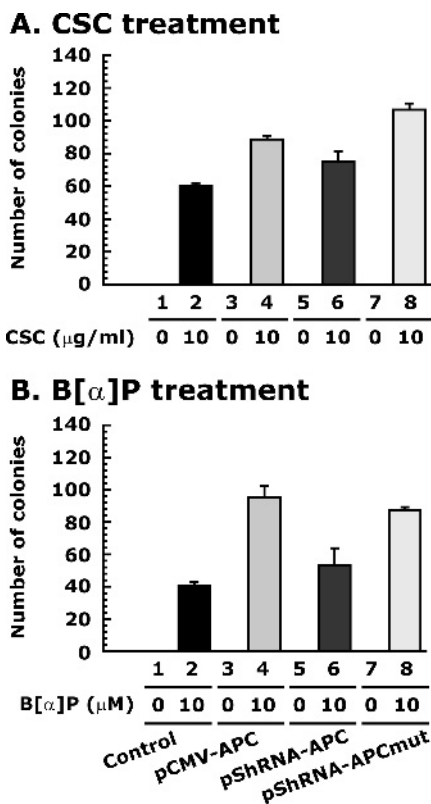 A. CSC treatment
Number of colonies
140
120
100
80
60
40
20
0
1 2 3 4 5 6 7 8
CSC (μg/ml) 0 10 0 10 0 10 0 10
B. B[α]P treatment
Number of colonies
140
120
100
80
60
40
20
0
1 2 3 4 5 6 7 8
B[α]P (μM) 0 10 0 10 0 10 0 10
Control
pCMV-APC
pShRNA-APC
pShRNA-APCmut